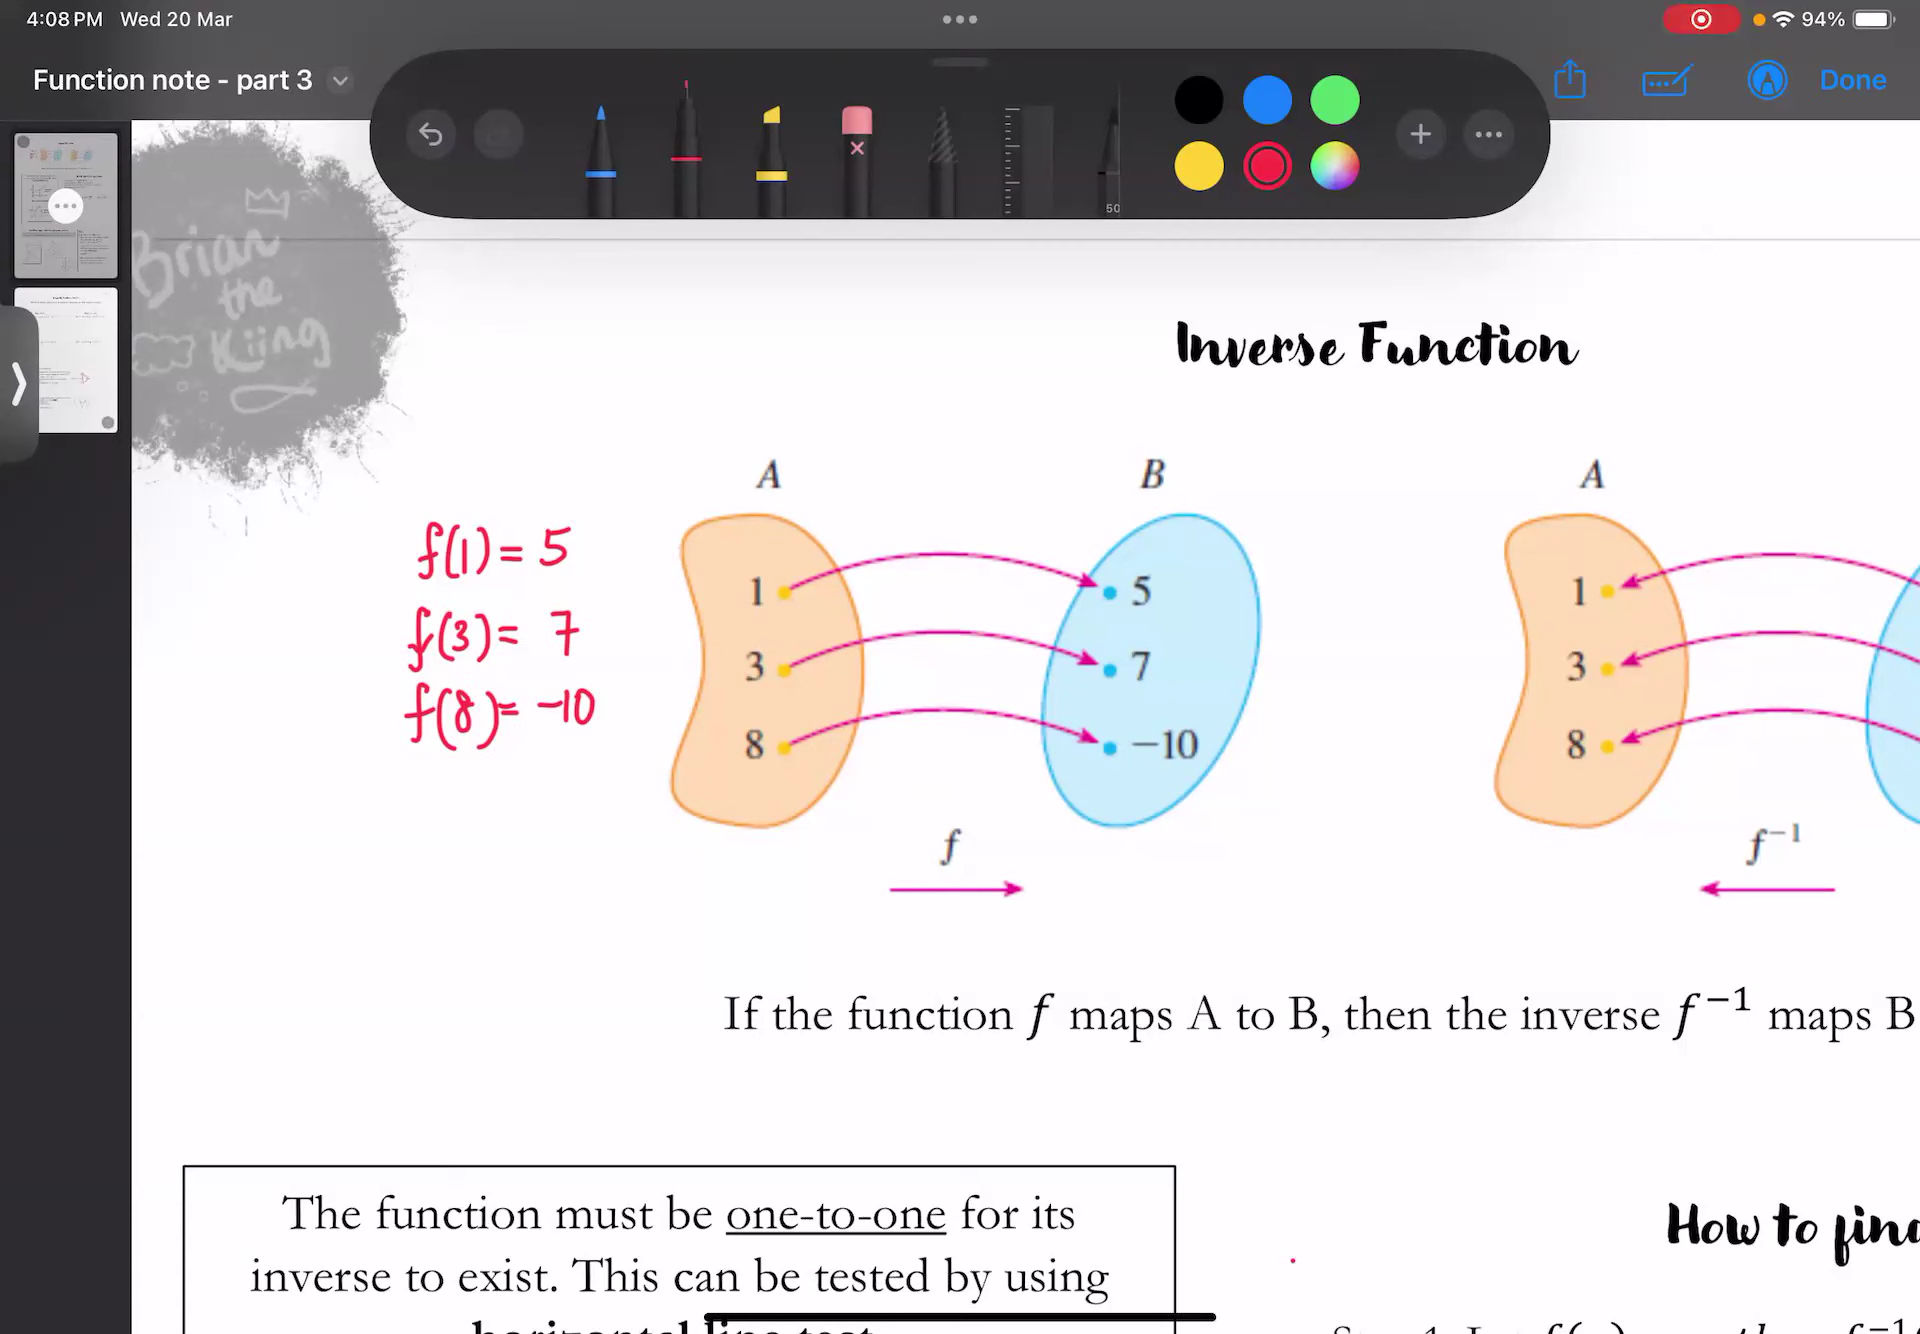 4:08 PM Wed 20 Mar
94%
Function note - part 3
Done
50
Brian
the
Kiing
Inverse Function
A B A
f(1) = 5
f(3) = 7
f(8) = -10
1 5 1
3 7 3
8 −10 8
f f⁻¹
If the function f maps A to B, then the inverse f⁻¹ maps B
The function must be one-to-one for its
inverse to exist. This can be tested by using
horizontal line test
How to find